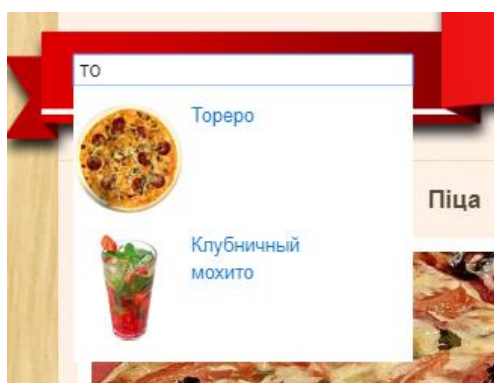 то
Тореро
Піца
Клубничный
мохито